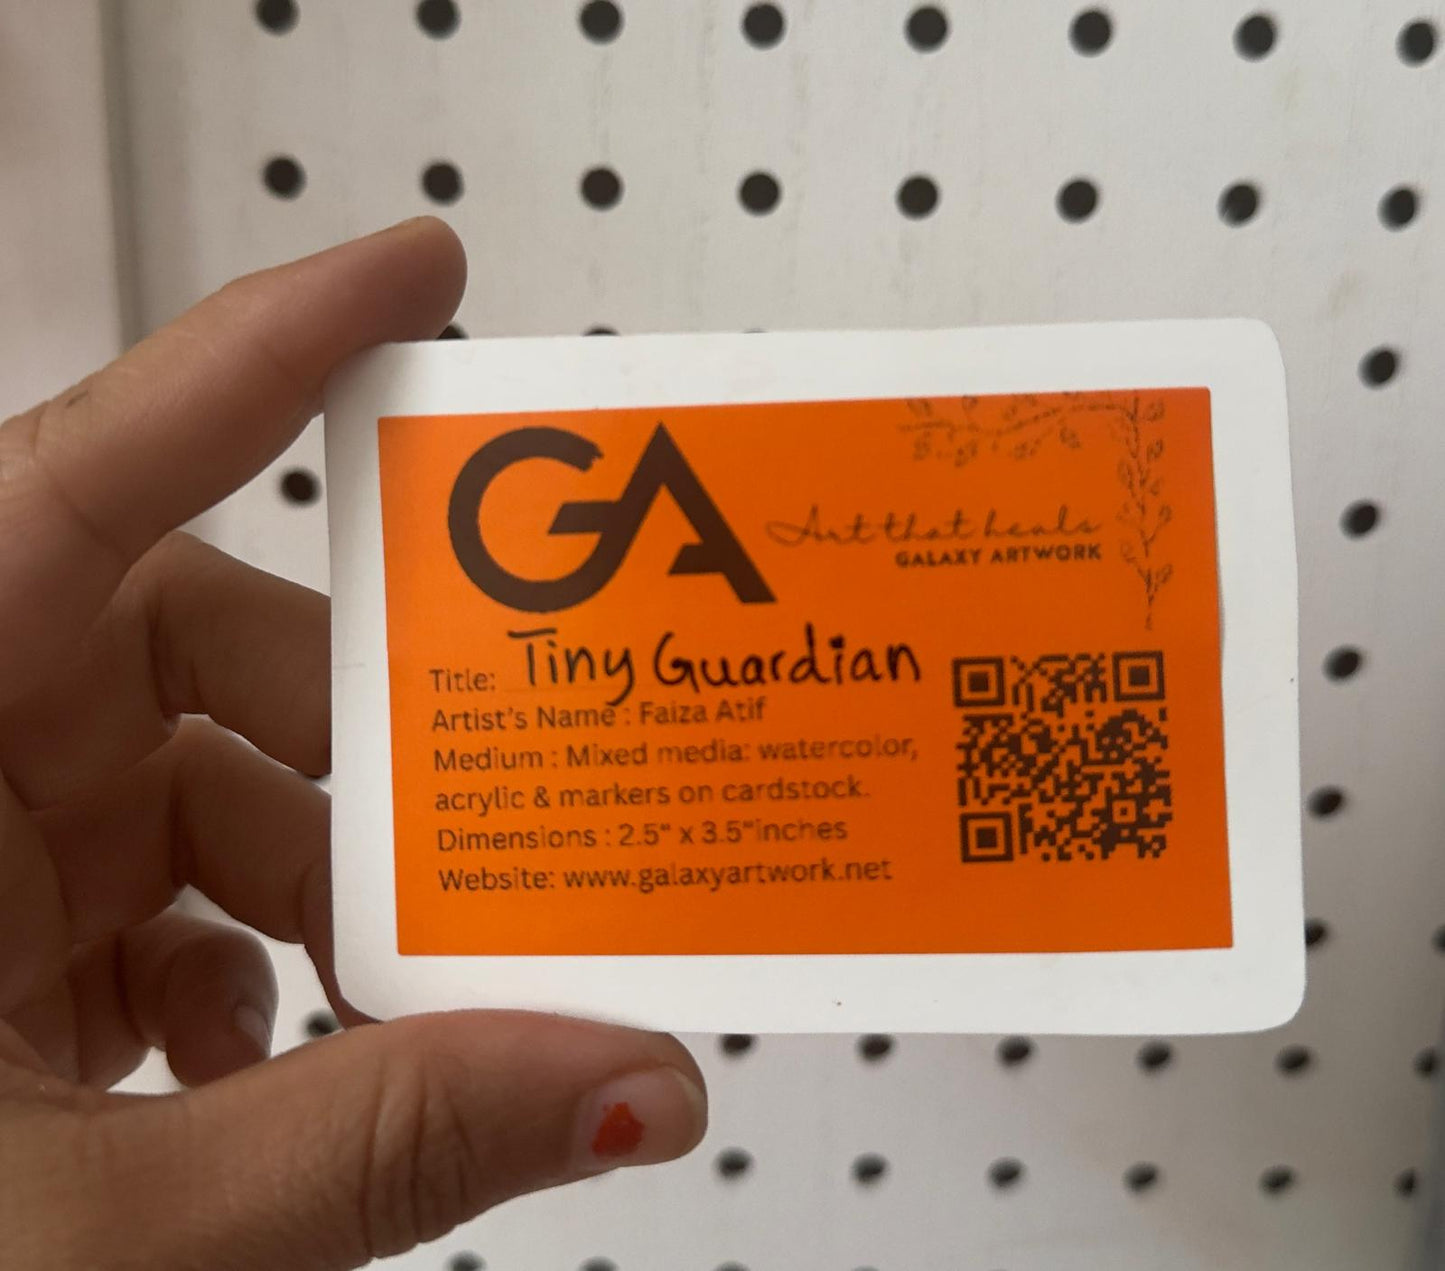 GA
Art that heals
GALAXY ARTWORK
Title: Tiny Guardian
Artist's Name : Faiza Atif
Medium : Mixed media: watercolor,
acrylic & markers on cardstock.
Dimensions : 2.5" x 3.5"inches
Website: www.galaxyartwork.net